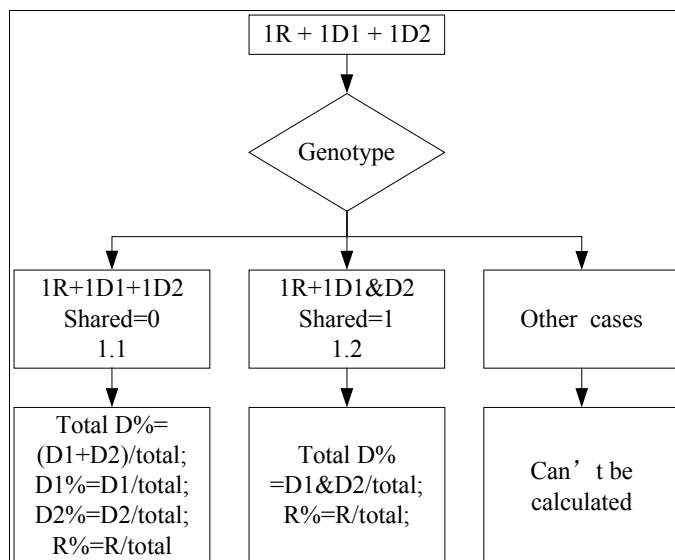 1R + 1D1 + 1D2
Genotype
1R+1D1+1D2
Shared=0
1.1
1R+1D1&D2
Shared=1
1.2
Other cases
Total D%=
(D1+D2)/total;
D1%=D1/total;
D2%=D2/total;
R%=R/total
Total D%
=D1&D2/total;
R%=R/total;
Can’t be
calculated